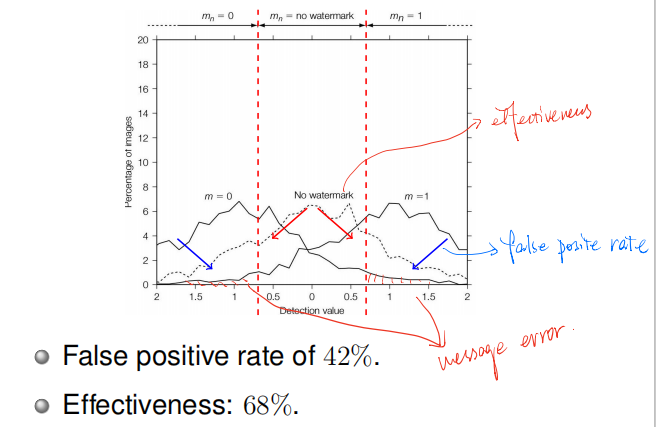 mₙ = 0
mₙ = no watermark
mₙ = 1
20
18
16
14
12
10
8
6
4
2
0
Percentage of images
m = 0
No watermark
m =1
effectiveness
false posite rate
2
1.5
1
0.5
0
0.5
1
1.5
2
Detection value
message error.
False positive rate of 42%.
Effectiveness: 68%.